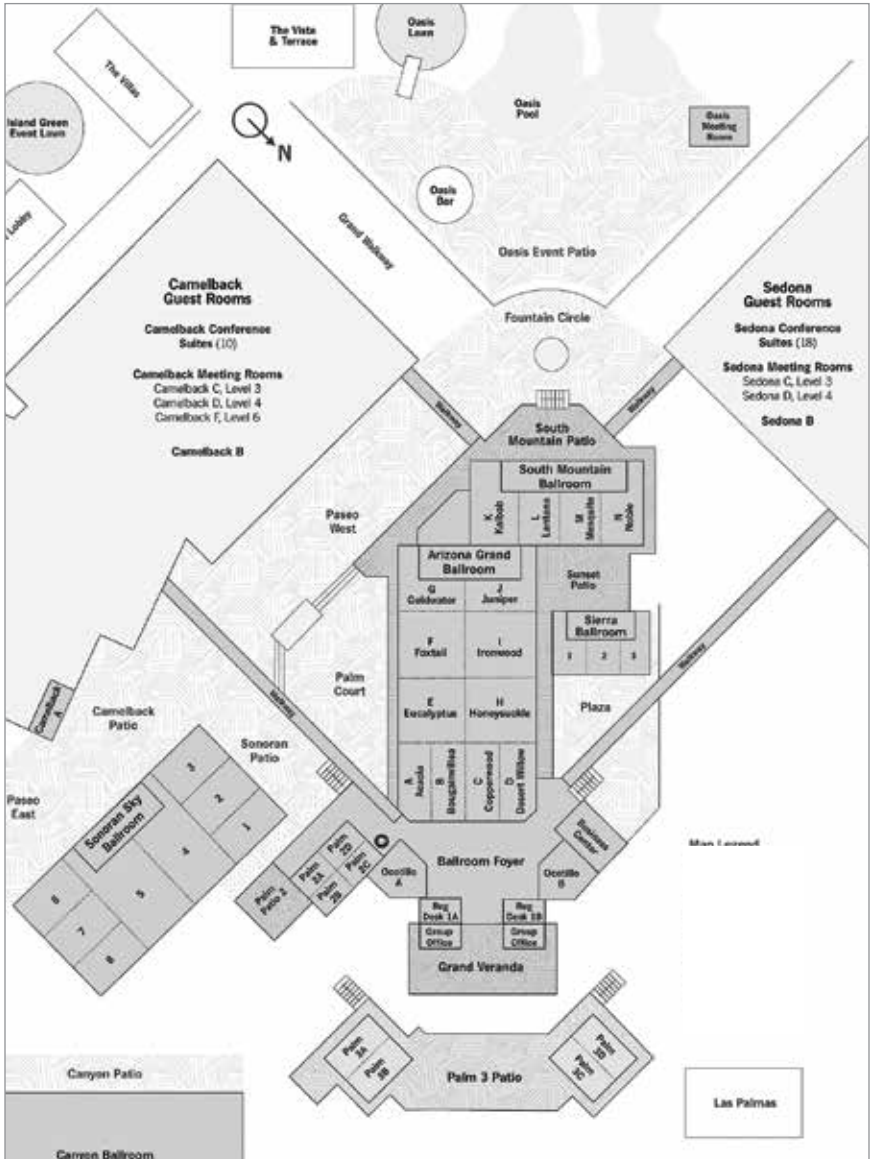 The Vista
& Terrace
Oasis
Lawn
The Villas
Island Green
Event Lawn
N
Oasis
Pool
Oasis
Meeting
Room
Lobby
Oasis
Bar
Grand Walkway
Oasis Event Patio
Camelback
Guest Rooms
Camelback Conference
Suites (10)
Camelback Meeting Rooms
Camelback C, Level 3
Camelback D, Level 4
Camelback F, Level 6
Camelback B
Fountain Circle
Sedona
Guest Rooms
Sedona Conference
Suites (18)
Sedona Meeting Rooms
Sedona C, Level 3
Sedona D, Level 4
Sedona B
Walkway
Walkway
South
Mountain Patio
South Mountain
Ballroom
K
Kaibab
L
Lantana
M
Mesquite
N
Noble
Paseo
West
Arizona Grand
Ballroom
G
Goldwater
J
Juniper
Sunset
Patio
F
Foxtail
I
Ironwood
Sierra
Ballroom
1
2
3
Walkway
Palm
Court
E
Eucalyptus
H
Honeysuckle
Plaza
Camelback A
Camelback
Patio
Walkway
Sonoran
Patio
A
Acacia
B
Bougainvillea
C
Copperwood
D
Desert Willow
Paseo
East
Sonoran Sky
Ballroom
3
2
1
4
5
6
7
8
Business
Center
Map Legend
Ballroom Foyer
Palm
2D
Palm
2A
Palm
2C
Palm
2B
Palm
Patio 2
Ocotillo
A
Ocotillo
B
Reg
Desk 1A
Group
Office
Reg
Desk 1B
Group
Office
Grand Veranda
Palm
3A
Palm
3B
Palm 3 Patio
Palm
3D
Palm
3C
Canyon Patio
Las Palmas
Canyon Ballroom